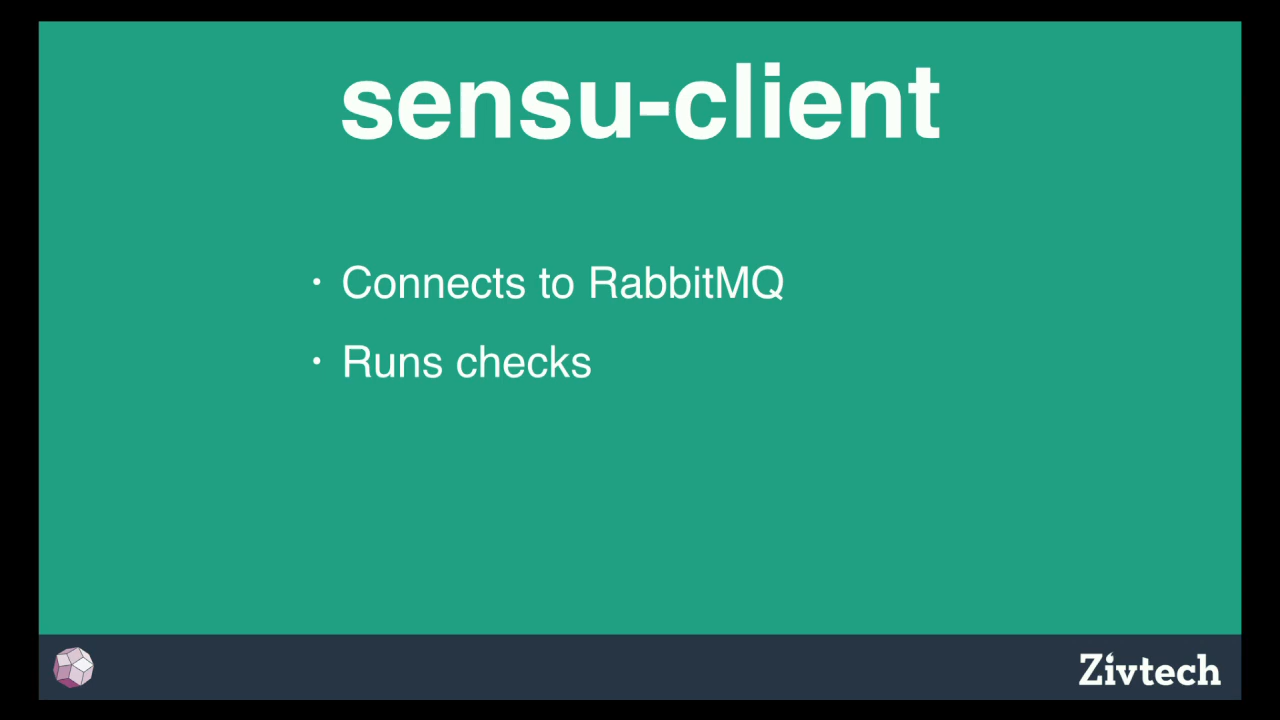 sensu-client
· Connects to RabbitMQ
· Runs checks
Zivtech